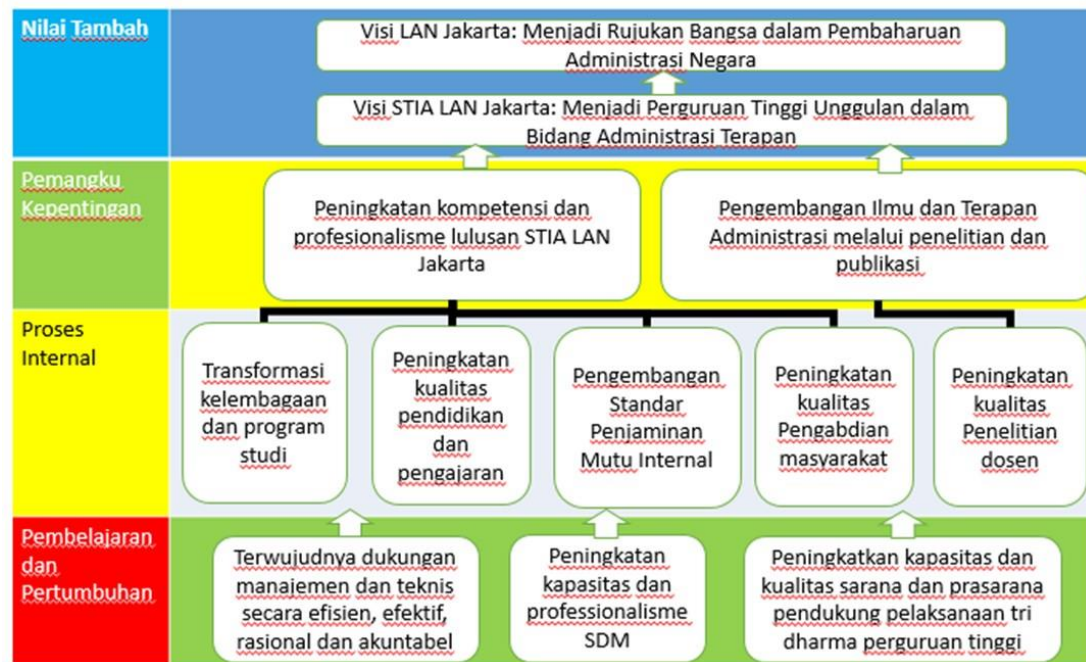 Nilai Tambah
Visi LAN Jakarta: Menjadi Rujukan Bangsa dalam Pembaharuan
Administrasi Negara
Visi STIA LAN Jakarta: Menjadi Perguruan Tinggi Unggulan dalam
Bidang Administrasi Terapan
Pemangku
Kepentingan
Peningkatan kompetensi dan
profesionalisme lulusan STIA LAN
Jakarta
Pengembangan Ilmu dan Terapan
Administrasi melalui penelitian dan
publikasi
Proses
Internal
Transformasi
kelembagaan
dan program
studi
Peningkatan
kualitas
pendidikan
dan
pengajaran
Pengembangan
Standar
Penjaminan
Mutu Internal
Peningkatan
kualitas
Pengabdian
masyarakat
Peningkatan
kualitas
Penelitian
dosen
Pembelajaran
dan
Pertumbuhan
Terwujudnya dukungan
manajemen dan teknis
secara efisien, efektif,
rasional dan akuntabel
Peningkatan
kapasitas dan
professionalisme
SDM
Peningkatkan kapasitas dan
kualitas sarana dan prasarana
pendukung pelaksanaan tri
dharma perguruan tinggi